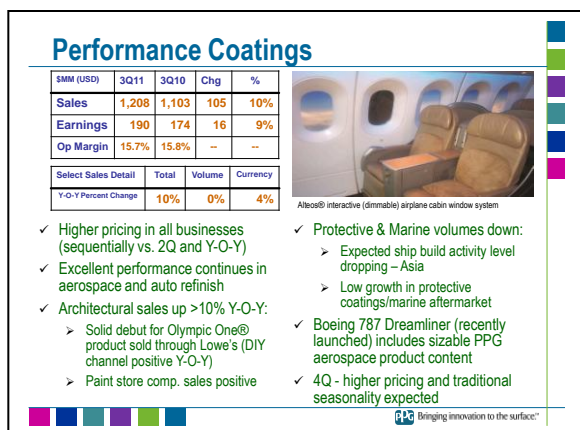 Performance Coatings
$MM (USD) 3Q11 3Q10 Chg %
Sales 1,208 1,103 105 10%
Earnings 190 174 16 9%
Op Margin 15.7% 15.8% -- --
Select Sales Detail Total Volume Currency
Y-O-Y Percent Change 10% 0% 4%
Alteos® interactive (dimmable) airplane cabin window system
✓ Higher pricing in all businesses
(sequentially vs. 2Q and Y-O-Y)
✓ Excellent performance continues in
aerospace and auto refinish
✓ Architectural sales up >10% Y-O-Y:
➢ Solid debut for Olympic One®
product sold through Lowe's (DIY
channel positive Y-O-Y)
➢ Paint store comp. sales positive
✓ Protective & Marine volumes down:
➢ Expected ship build activity level
dropping – Asia
➢ Low growth in protective
coatings/marine aftermarket
✓ Boeing 787 Dreamliner (recently
launched) includes sizable PPG
aerospace product content
✓ 4Q - higher pricing and traditional
seasonality expected
PPG Bringing innovation to the surface.™